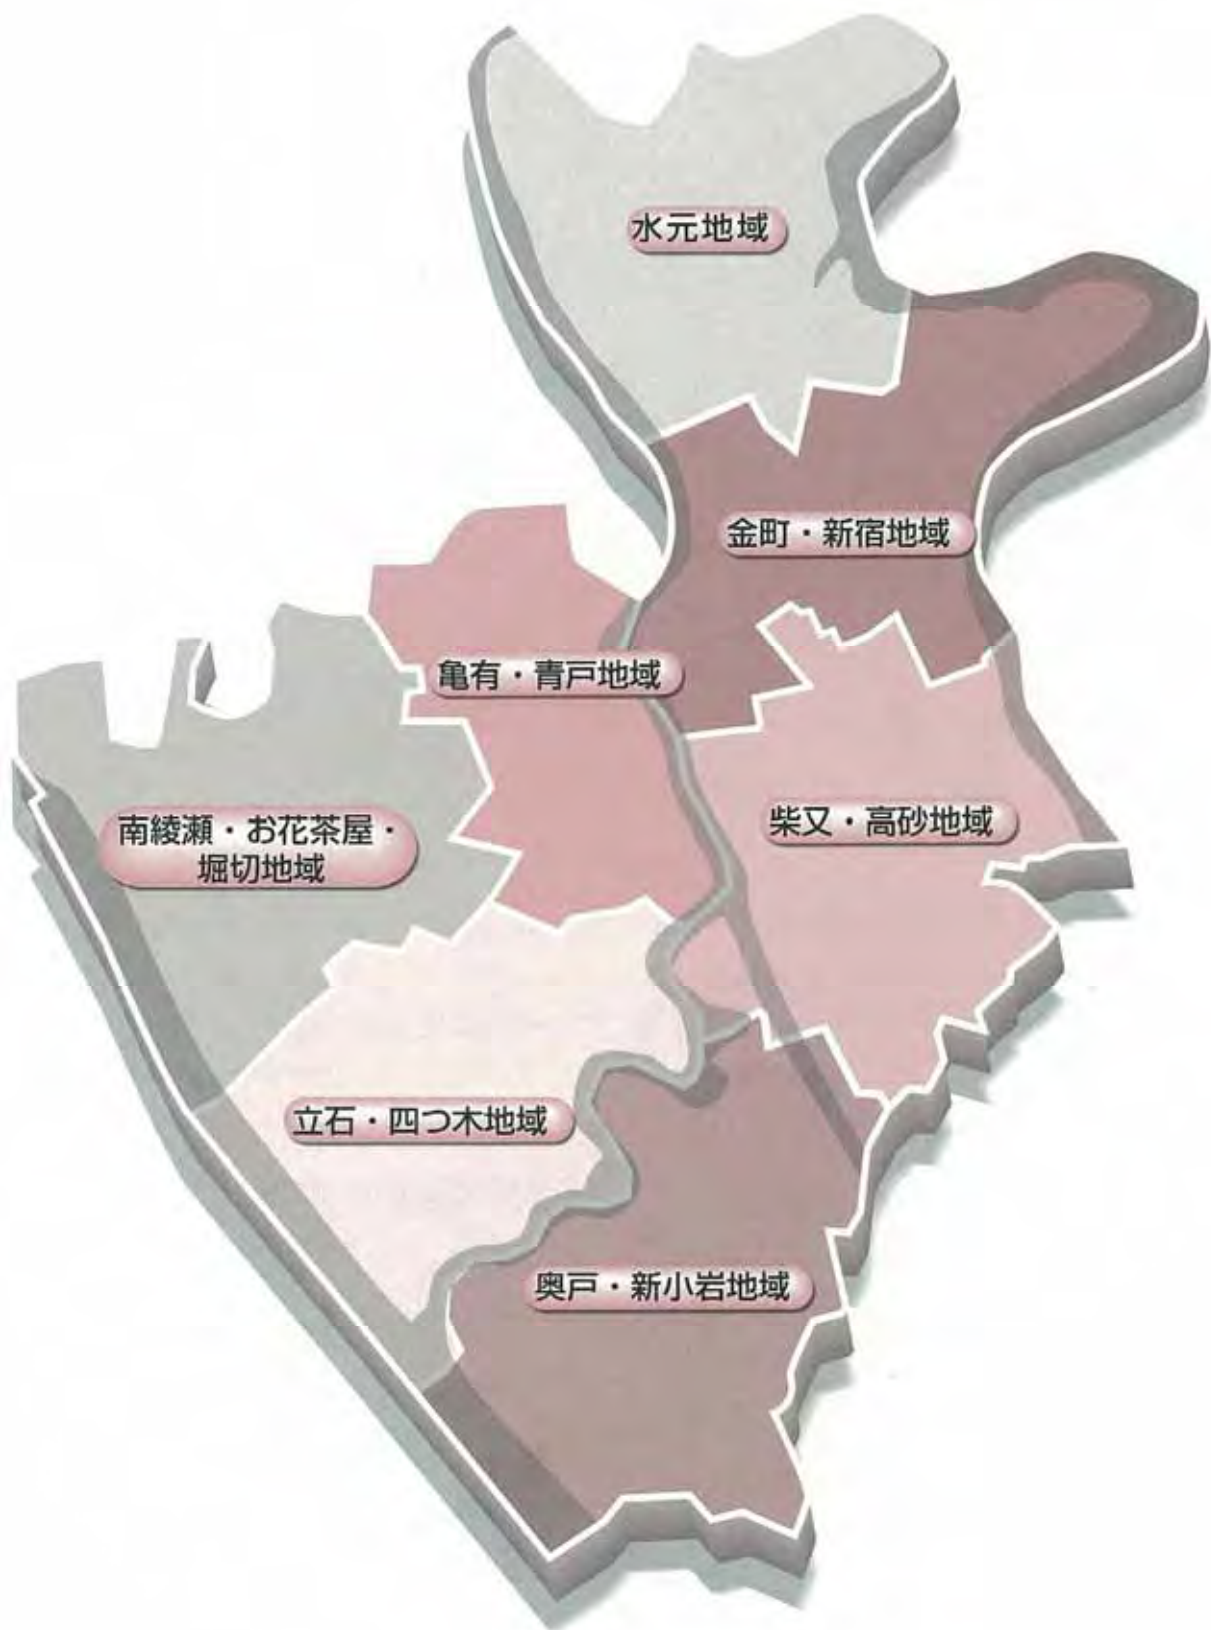 水元地域
金町・新宿地域
亀有・青戸地域
柴又・高砂地域
南綾瀬・お花茶屋・
堀切地域
立石・四つ木地域
奥戸・新小岩地域